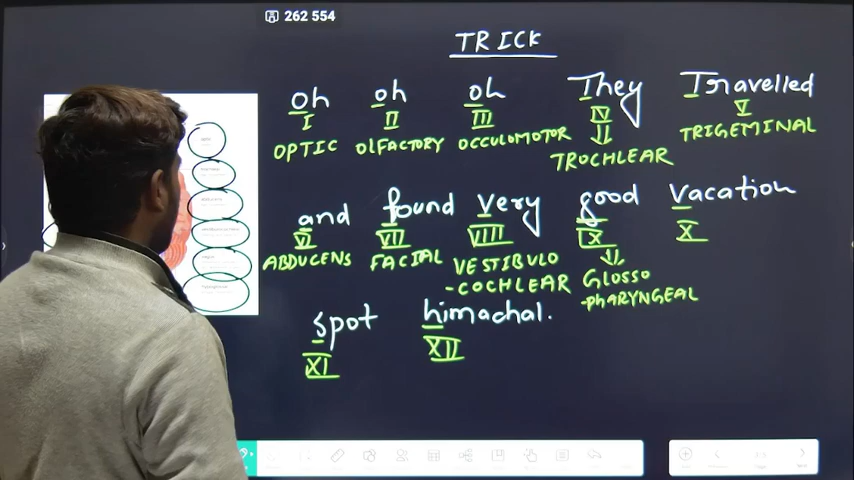 262 554
TRICK
oh oh oh They Travelled
I II III IV V
OPTIC OLFACTORY OCCULOMOTOR TROCHLEAR TRIGEMINAL
and found very good vacation
VI VII VIII IX X
ABDUCENS FACIAL VESTIBULO GLOSSO
-COCHLEAR -PHARYNGEAL
spot himachal.
XI XII